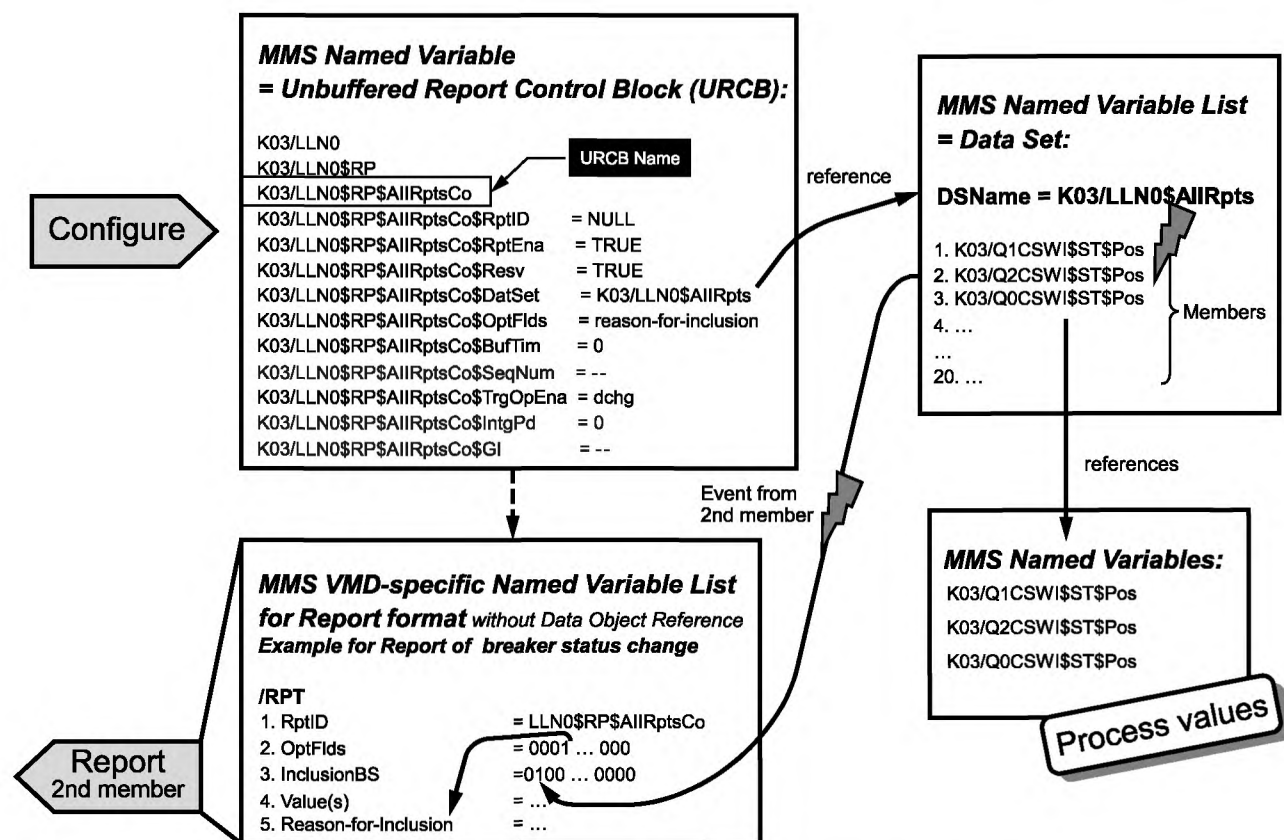 MMS Named Variable
= Unbuffered Report Control Block (URCB):
K03/LLN0
K03/LLN0$RP
K03/LLN0$RP$AllRptsCo
URCB Name
K03/LLN0$RP$AllRptsCo$RptID = NULL
K03/LLN0$RP$AllRptsCo$RptEna = TRUE
K03/LLN0$RP$AllRptsCo$Resv = TRUE
K03/LLN0$RP$AllRptsCo$DatSet = K03/LLN0$AllRpts
K03/LLN0$RP$AllRptsCo$OptFlds = reason-for-inclusion
K03/LLN0$RP$AllRptsCo$BufTim = 0
K03/LLN0$RP$AllRptsCo$SeqNum = --
K03/LLN0$RP$AllRptsCo$TrgOpEna = dchg
K03/LLN0$RP$AllRptsCo$IntgPd = 0
K03/LLN0$RP$AllRptsCo$GI = --
Configure
reference
MMS Named Variable List
= Data Set:
DSName = K03/LLN0$AllRpts
1. K03/Q1CSWI$ST$Pos
2. K03/Q2CSWI$ST$Pos
3. K03/Q0CSWI$ST$Pos
4. ...
...
20. ...
Members
references
Event from
2nd member
MMS Named Variables:
K03/Q1CSWI$ST$Pos
K03/Q2CSWI$ST$Pos
K03/Q0CSWI$ST$Pos
Process values
MMS VMD-specific Named Variable List
for Report format without Data Object Reference
Example for Report of breaker status change
/RPT
1. RptID = LLN0$RP$AllRptsCo
2. OptFlds = 0001 ... 000
3. InclusionBS =0100 ... 0000
4. Value(s) = ...
5. Reason-for-Inclusion = ...
Report
2nd member